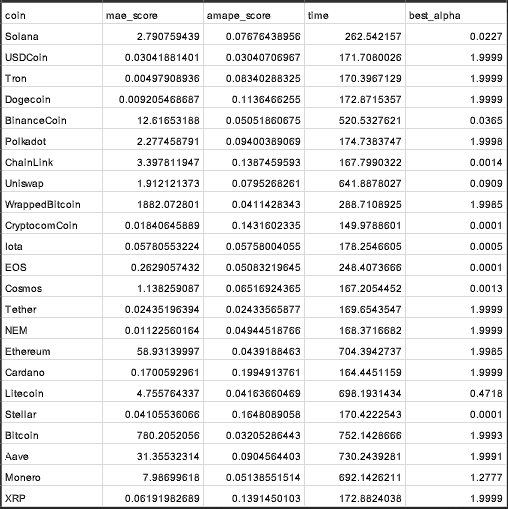 coin mae_score amape_score time best_alpha
Solana 2.790759439 0.07676438956 262.542157 0.0227
USDCoin 0.03041881401 0.03040706967 171.7080026 1.9999
Tron 0.00497908936 0.08340288325 170.3967129 1.9999
Dogecoin 0.009205468687 0.1136466255 172.8715357 1.9999
BinanceCoin 12.61653188 0.05051860675 520.5327621 0.0365
Polkadot 2.277458791 0.09400389069 174.7382747 1.9998
ChainLink 3.397811947 0.1387459593 167.7990322 0.0014
Uniswap 1.912121373 0.0795268261 641.8878027 0.0909
WrappedBitcoin 1882.072801 0.0411428343 288.7108925 1.9985
CryptocomCoin 0.01840645889 0.1431602335 149.9788601 0.0001
Iota 0.05780553224 0.05758004055 178.2546605 0.0005
EOS 0.2629057432 0.05083219645 248.4073666 0.0001
Cosmos 1.138259087 0.06516924365 167.2054452 0.0013
Tether 0.02435196394 0.02433565877 169.6543547 1.9999
NEM 0.01122560164 0.04944518766 168.3716682 1.9999
Ethereum 58.93139997 0.0439188463 704.3942737 1.9985
Cardano 0.1700592961 0.1994913761 164.4451159 1.9999
Litecoin 4.755764337 0.04163660469 698.1931434 0.4718
Stellar 0.04105536066 0.1648089058 170.4222543 0.0001
Bitcoin 780.2052056 0.03205286443 752.1428666 1.9993
Aave 31.35532314 0.0904564403 730.2439281 1.9991
Monero 7.98699618 0.05138551514 692.1426211 1.2777
XRP 0.06191982689 0.1391450103 172.8824038 1.9999